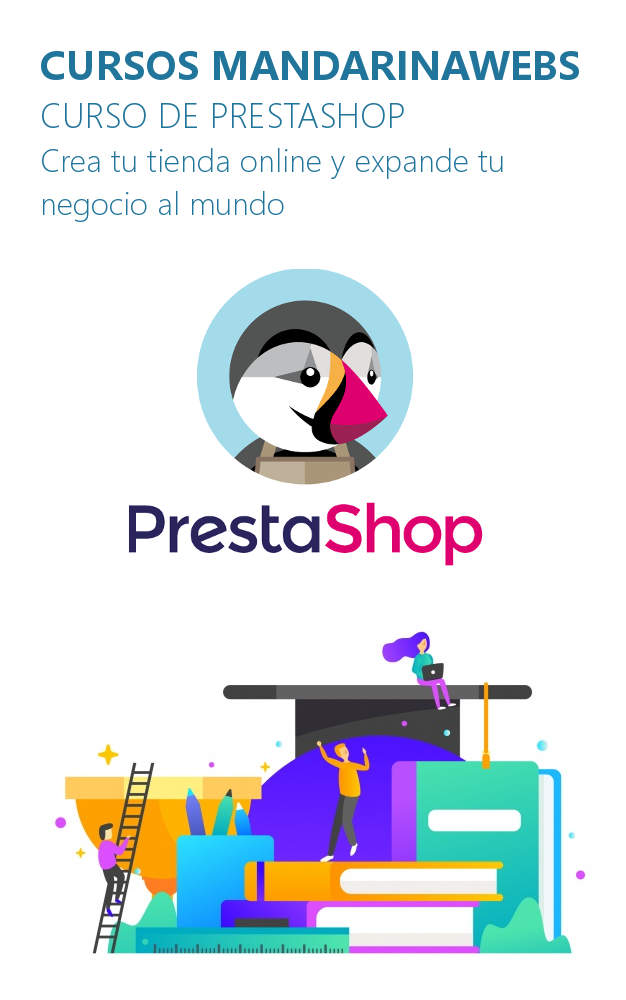 CURSOS MANDARINAWEBS
CURSO DE PRESTASHOP
Crea tu tienda online y expande tu
negocio al mundo
PrestaShop